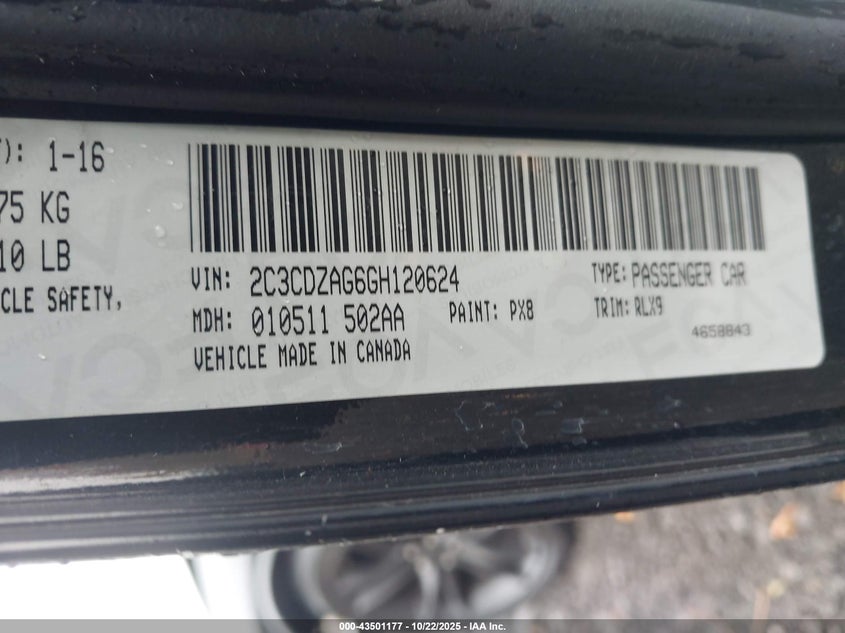 T): 1-16
75 KG
10 LB
ICLE SAFETY,
VIN: 2C3CDZAG6GH120624
TYPE: PASSENGER CAR
MDH: 010511 502AA
PAINT: PX8
TRIM: RLX9
VEHICLE MADE IN CANADA
4658843
000-43501177 - 10/22/2025 - IAA Inc.